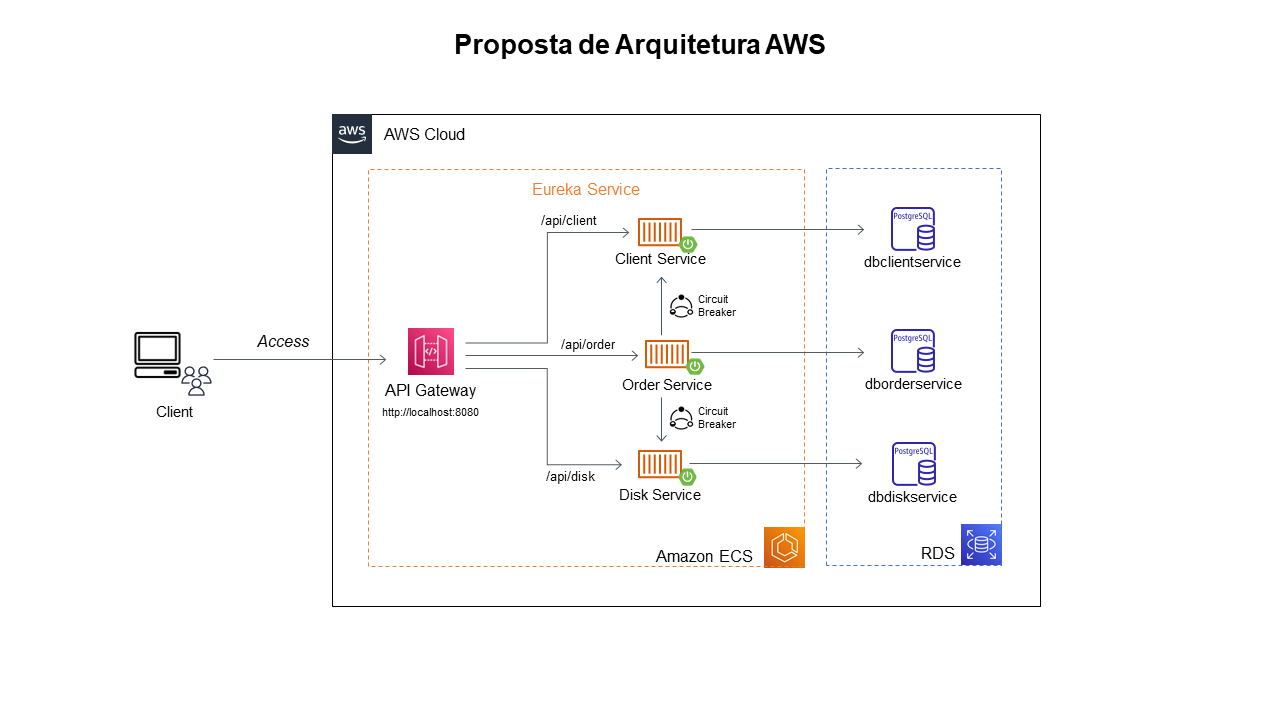 Proposta de Arquitetura AWS
aws
AWS Cloud
Eureka Service
/api/client
PostgreSQL
Client Service
dbclientservice
Circuit
Breaker
Access
/api/order
PostgreSQL
API Gateway
Order Service
dborderservice
http://localhost:8080
Client
Circuit
Breaker
PostgreSQL
/api/disk
Disk Service
dbdiskservice
Amazon ECS
RDS